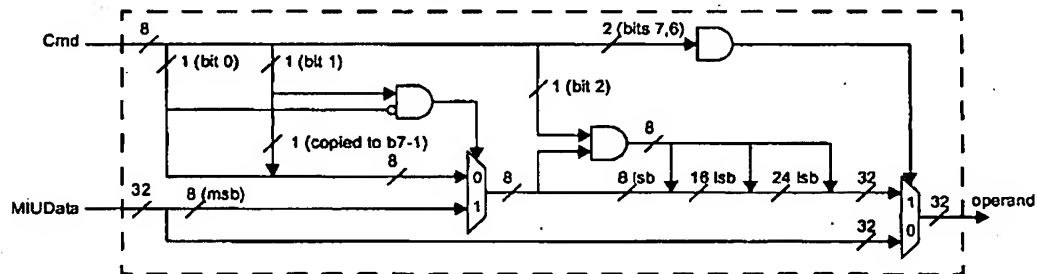 8
2 (bits 7,6)
Cmd
1 (bit 0)
1 (bit 1)
1 (bit 2)
1 (copied to b7-1)
8
8
0
8
8 lsb
16 lsb
24 lsb
32
32
8 (msb)
1
1
MIUData
32
operand
32
0